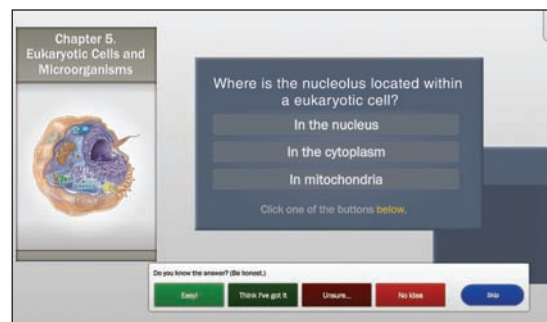 Chapter 5.
Eukaryotic Cells and
Microorganisms
Where is the nucleolus located within
a eukaryotic cell?
In the nucleus
In the cytoplasm
In mitochondria
Click one of the buttons below.
Do you know the answer? (Be honest.)
Easy!
Think I've got it
Unsure...
No idea
Skip